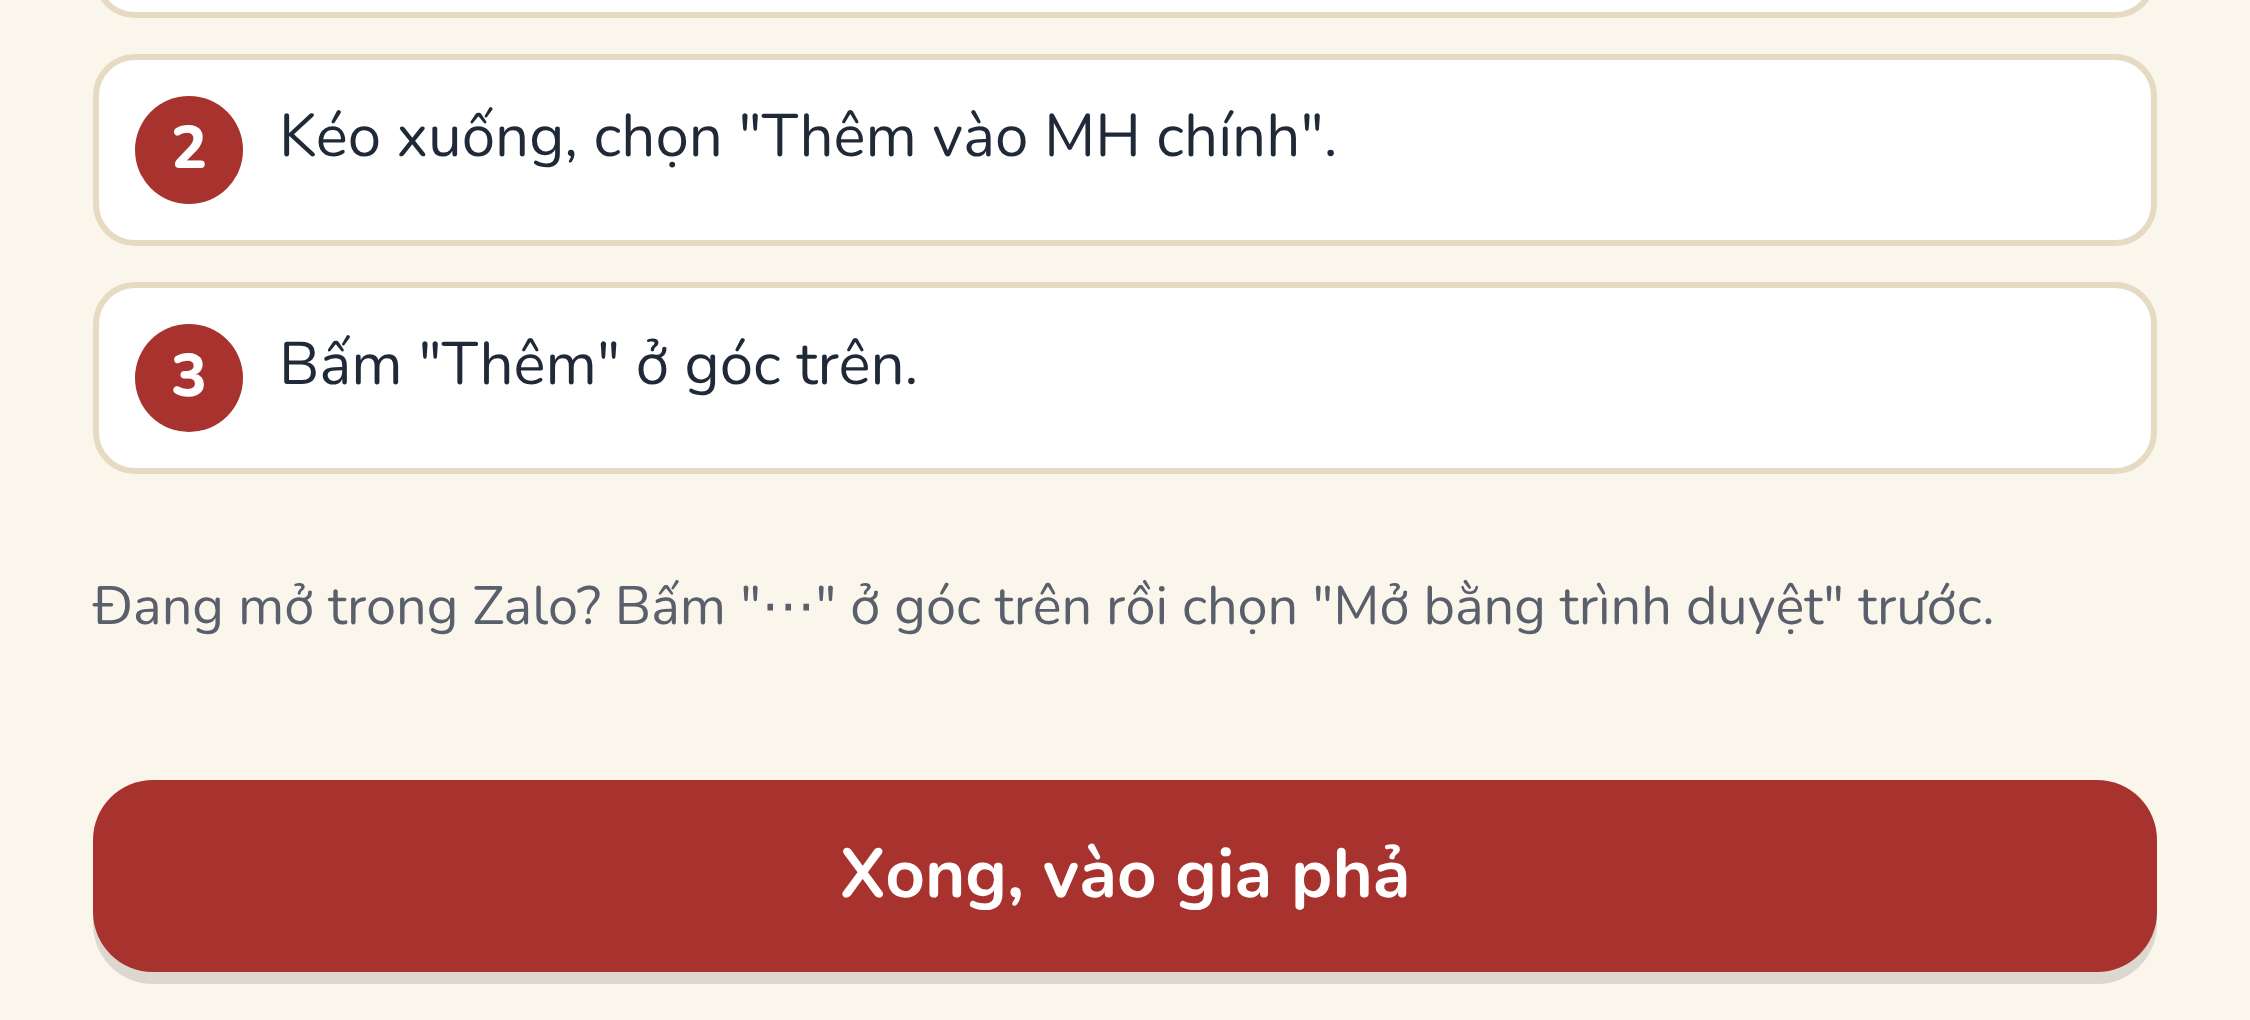 2 Kéo xuống, chọn "Thêm vào MH chính".
3 Bấm "Thêm" ở góc trên.
Đang mở trong Zalo? Bấm "⋯" ở góc trên rồi chọn "Mở bằng trình duyệt" trước.
Xong, vào gia phả